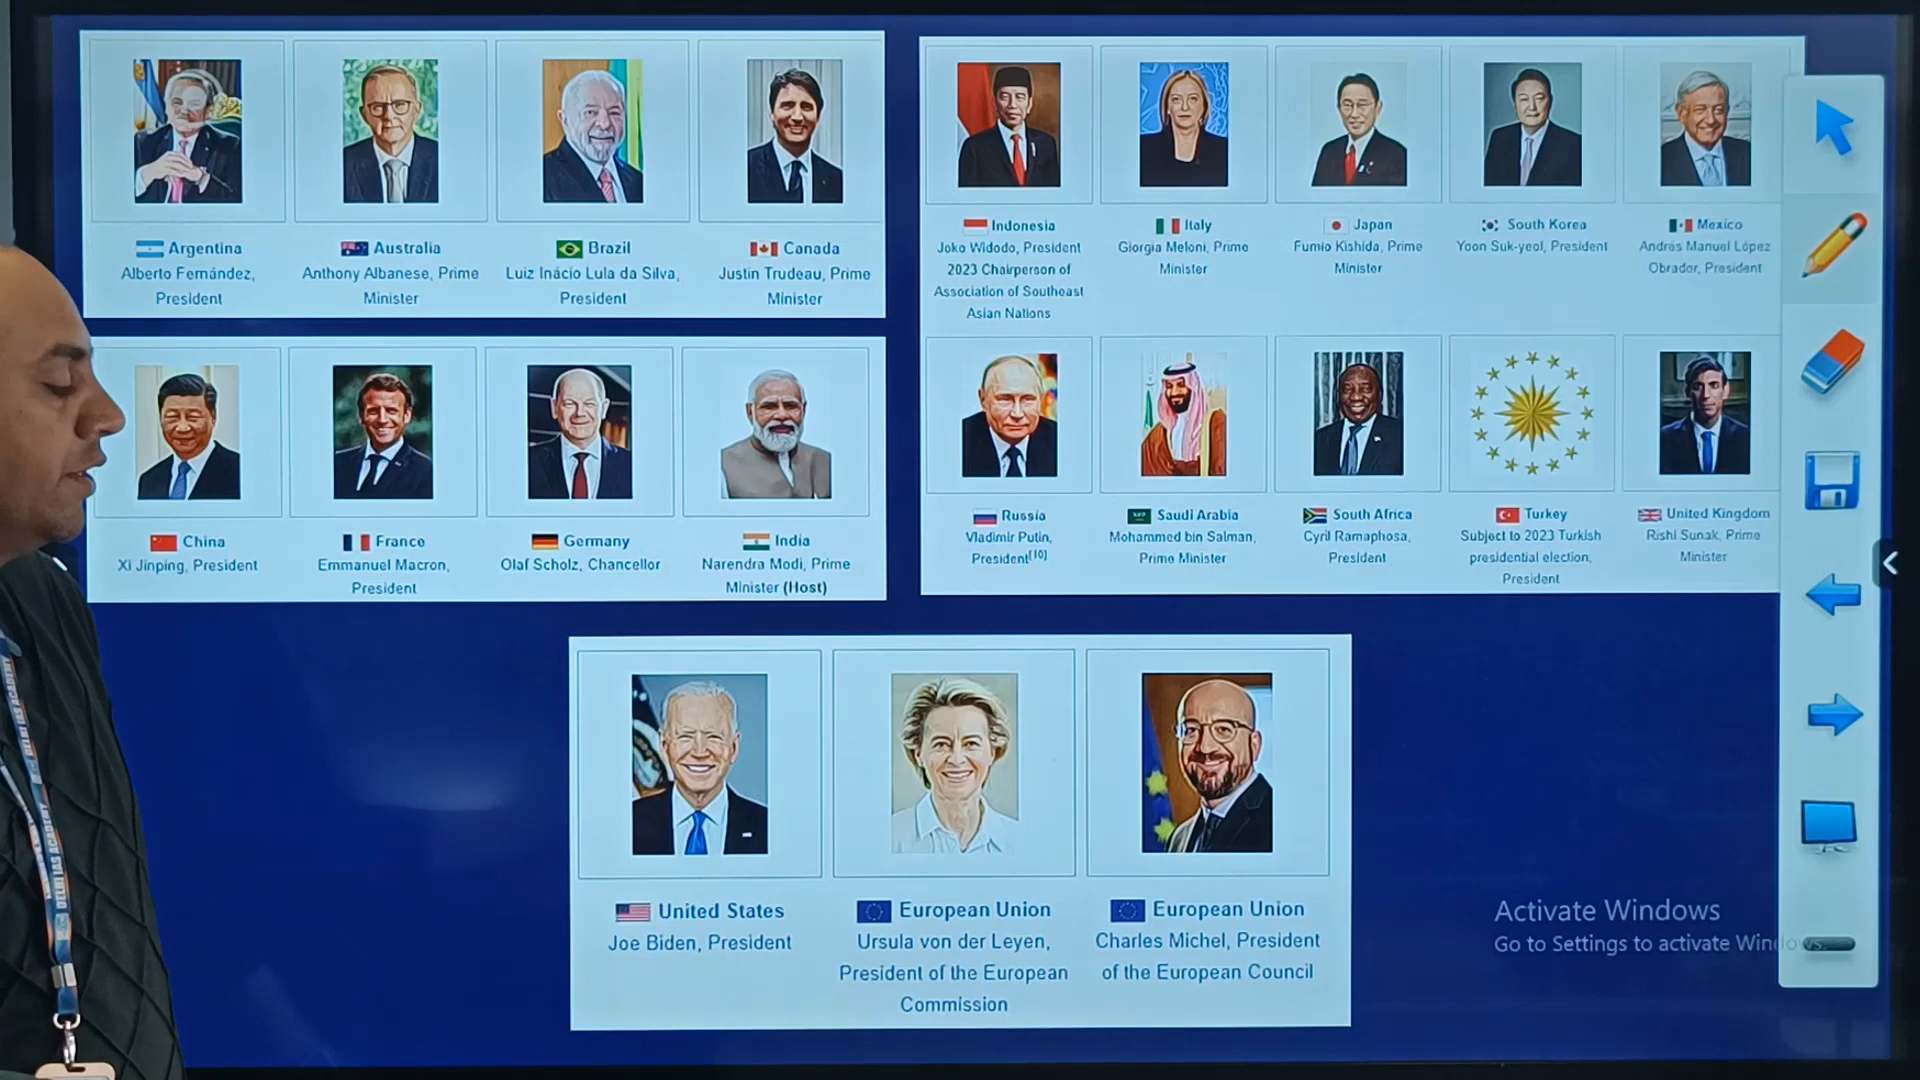 Argentina
Alberto Fernández,
President
Australia
Anthony Albanese, Prime
Minister
Brazil
Luiz Inácio Lula da Silva,
President
Canada
Justin Trudeau, Prime
Minister
China
Xi Jinping, President
France
Emmanuel Macron,
President
Germany
Olaf Scholz, Chancellor
India
Narendra Modi, Prime
Minister (Host)
Indonesia
Joko Widodo, President
2023 Chairperson of
Association of Southeast
Asian Nations
Italy
Giorgia Meloni, Prime
Minister
Japan
Fumio Kishida, Prime
Minister
South Korea
Yoon Suk-yeol, President
Mexico
Andrés Manuel López
Obrador, President
Russia
Vladimir Putin,
President[10]
Saudi Arabia
Mohammed bin Salman,
Prime Minister
South Africa
Cyril Ramaphosa,
President
Turkey
Subject to 2023 Turkish
presidential election,
President
United Kingdom
Rishi Sunak, Prime
Minister
United States
Joe Biden, President
European Union
Ursula von der Leyen,
President of the European
Commission
European Union
Charles Michel, President
of the European Council
Activate Windows
Go to Settings to activate Windows.
DELHI IAS ACADEMY
DELHI IAS ACADEMY